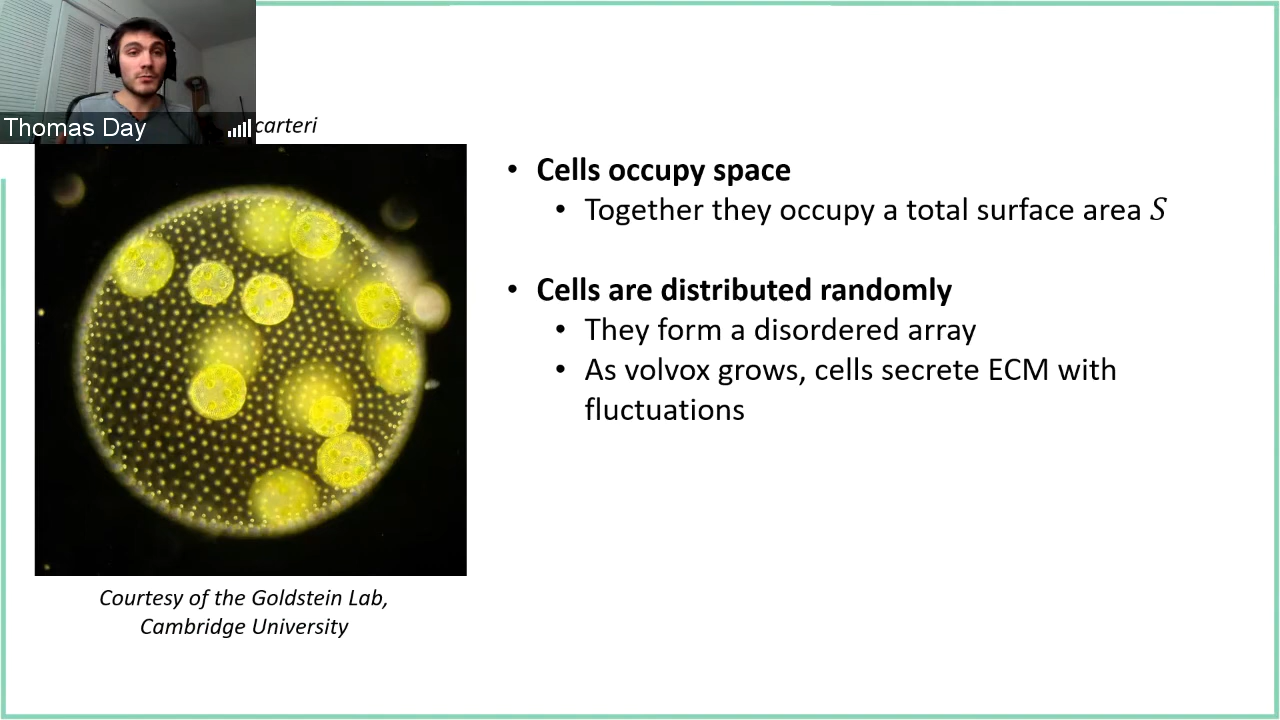 Thomas Day
carteri
• Cells occupy space
• Together they occupy a total surface area S
• Cells are distributed randomly
• They form a disordered array
• As volvox grows, cells secrete ECM with
fluctuations
Courtesy of the Goldstein Lab,
Cambridge University